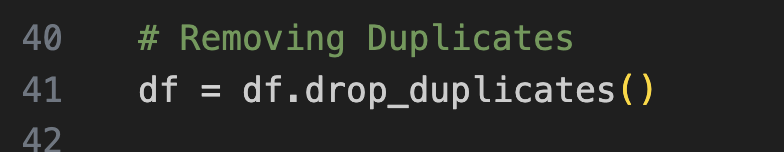 40 # Removing Duplicates
41 df = df.drop_duplicates()
42